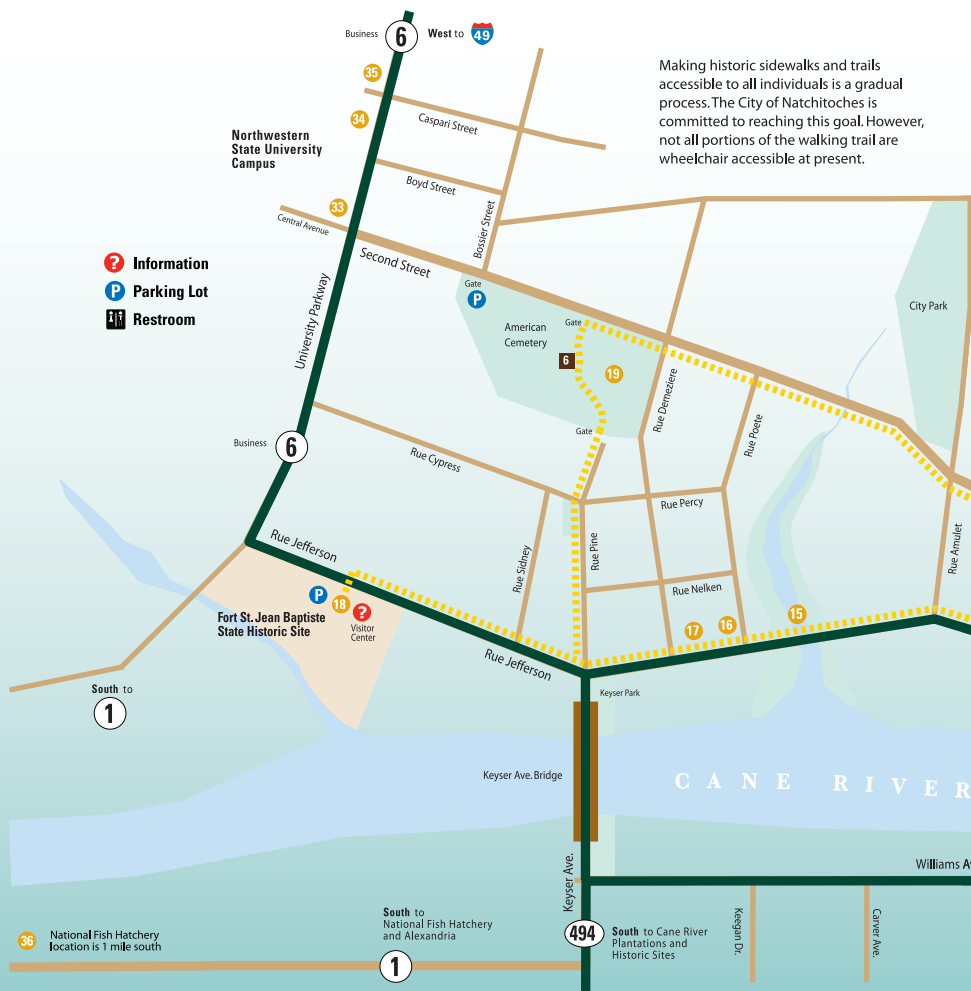 Business
6
West to
49
Making historic sidewalks and trails
accessible to all individuals is a gradual
process. The City of Natchitoches is
committed to reaching this goal. However,
not all portions of the walking trail are
wheelchair accessible at present.
35
34
Caspari Street
Northwestern
State University
Campus
Boyd Street
33
Central Avenue
Bossier Street
Second Street
? Information
P Parking Lot
Restroom
University Parkway
Gate
P
American
Cemetery
Gate
6
19
City Park
Rue Demeziere
Rue Poete
Gate
Business
6
Rue Cypress
Rue Percy
Rue Jefferson
Rue Sidney
Rue Pine
Rue Nelken
Rue Amulet
P
18
?
Visitor
Center
Fort St. Jean Baptiste
State Historic Site
17
16
15
Rue Jefferson
South to
1
Keyser Park
Keyser Ave. Bridge
CANE RIVER
Williams Av
Keyser Ave.
Keegan Dr.
Carver Ave.
36
National Fish Hatchery
location is 1 mile south
South to
National Fish Hatchery
and Alexandria
1
494
South to Cane River
Plantations and
Historic Sites